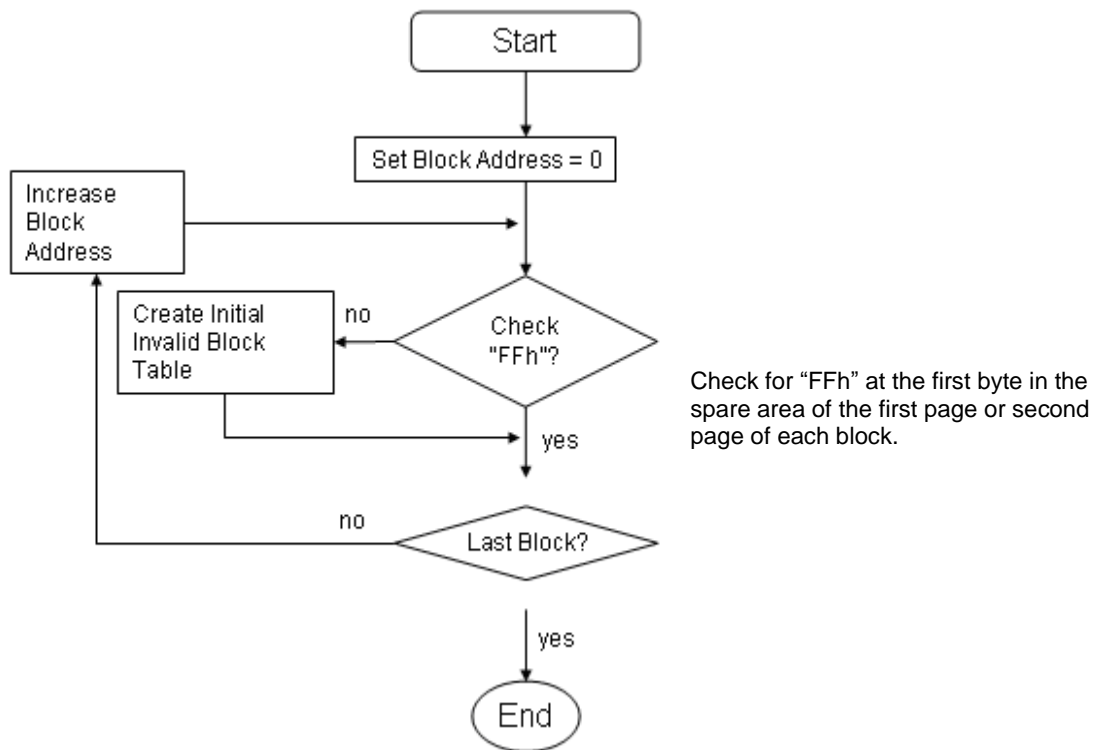 Start
Set Block Address = 0
Increase
Block
Address
Create Initial
Invalid Block
Table
no
Check
"FFh"?
Check for “FFh” at the first byte in the
spare area of the first page or second
page of each block.
yes
no
Last Block?
yes
End